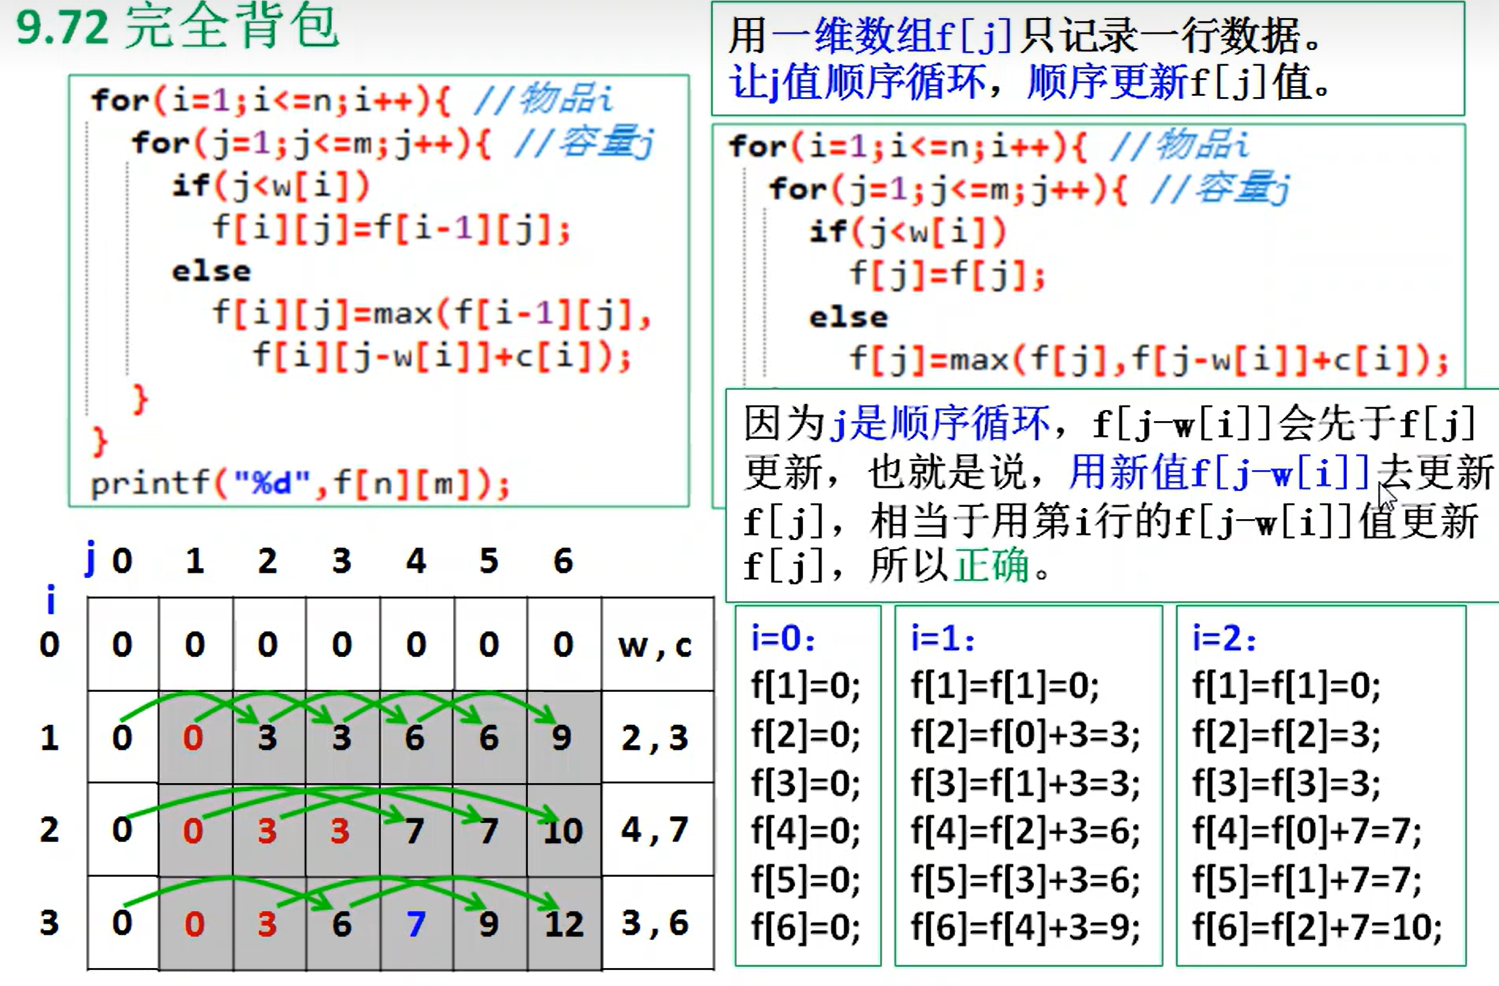 9.72 完全背包
for(i=1;i<=n;i++){ //物品i
for(j=1;j<=m;j++){ //容量j
if(j<w[i])
f[i][j]=f[i-1][j];
else
f[i][j]=max(f[i-1][j],
f[i][j-w[i]]+c[i]);
}
}
printf("%d",f[n][m]);
用一维数组f[j]只记录一行数据。
让j值顺序循环，顺序更新f[j]值。
for(i=1;i<=n;i++){ //物品i
for(j=1;j<=m;j++){ //容量j
if(j<w[i])
f[j]=f[j];
else
f[j]=max(f[j],f[j-w[i]]+c[i]);
因为j是顺序循环，f[j-w[i]]会先于f[j]
更新，也就是说，用新值f[j-w[i]]去更新
f[j]，相当于用第i行的f[j-w[i]]值更新
f[j]，所以正确。
j 0 1 2 3 4 5 6
i
0 0 0 0 0 0 0 0 w,c
1 0 0 3 3 6 6 9 2,3
2 0 0 3 3 7 7 10 4,7
3 0 0 3 6 7 9 12 3,6
i=0:
f[1]=0;
f[2]=0;
f[3]=0;
f[4]=0;
f[5]=0;
f[6]=0;
i=1:
f[1]=f[1]=0;
f[2]=f[0]+3=3;
f[3]=f[1]+3=3;
f[4]=f[2]+3=6;
f[5]=f[3]+3=6;
f[6]=f[4]+3=9;
i=2:
f[1]=f[1]=0;
f[2]=f[2]=3;
f[3]=f[3]=3;
f[4]=f[0]+7=7;
f[5]=f[1]+7=7;
f[6]=f[2]+7=10;